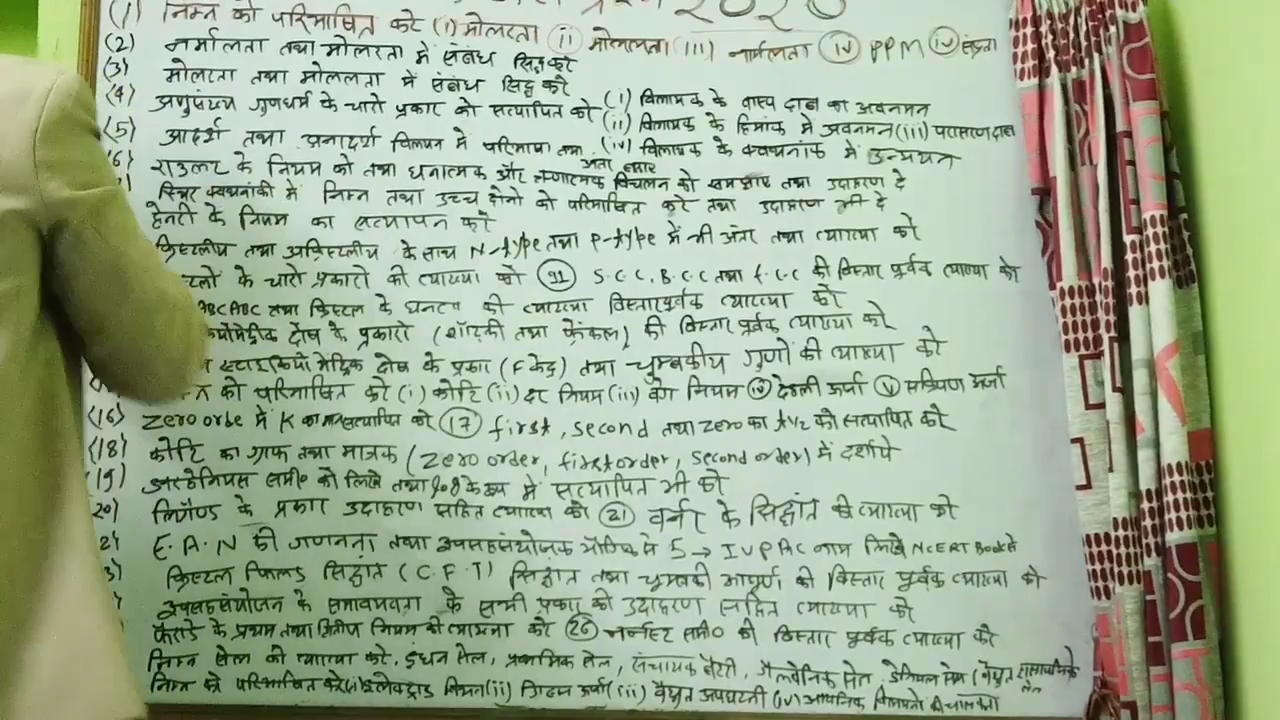 2020
(1) निम्न को परिभाषित करे (i) मोलरता (ii) मोललता (iii) नार्मलता (iv) PPM (iv)
(2) नर्मालता तथा मोलरता में संबंध सिद्ध करे
(3) मोलरता तथा मोललता में संबंध सिद्ध करे
(4) अणुसंख्य गुणधर्म के चारो प्रकार को सत्यापित करे (i) विलायक के वाष्प दाब का अवनमन
(5) आदर्श तथा अनादर्श विलयन में परिभाषा तथा अन्तर (ii) विलायक के हिमांक में अवनमन (iii) परासरण दाब
(iv) विलायक के क्वथनांक में उन्नयन
(6) राउल्ट के नियम को तथा धनात्मक और ऋणात्मक विचलन को समझाए तथा उदाहरण दे
स्थिर क्वथनांकी में निम्न तथा उच्च दोनो को परिभाषित करे तथा उदाहरण भी दे
हेनरी के नियम का सत्यापन करे
क्रिस्टलीय तथा अक्रिस्टलीय के साथ N-type तथा P-type में भी अंतर तथा व्याख्या करे
के चारो प्रकारो की व्याख्या करे (11) S.C.C, B.C.C तथा F.C.C की विस्तार पूर्वक व्याख्या करे
ABCABC तथा क्रिस्टल के घनत्व की व्याख्या विस्तारपूर्वक व्याख्या करे
दोष के प्रकारो (शॉटकी तथा फ्रेंकल) की विस्तार पूर्वक व्याख्या करे
दोष के प्रकार (F केंद्र) तथा चुम्बकीय गुणों की व्याख्या करे
को परिभाषित करे (i) कोटि (ii) दर नियम (iii) वेग नियम (iv) देहली ऊर्जा (v) सक्रियण ऊर्जा
(16) Zero order में K का मान सत्यापित करे (17) first, second तथा zero का t1/2 को सत्यापित करे
(18) कोटि का ग्राफ तथा मात्रक (Zero order, first order, second order) में दर्शाये
(19) आरहेनियस समी० को लिखे तथा log के रूप में सत्यापित भी करे
20) लिगेण्ड के प्रकार उदाहरण सहित व्याख्या करे (21) वर्नर के सिद्धांत की व्याख्या करे
E.A.N की गणनता तथा उपसहसंयोजक यौगिक में 5 → IUPAC नाम लिखे NCERT Book से
क्रिस्टल फिल्ड सिद्धांत (C.F.T) सिद्धांत तथा चुम्बकी आघूर्ण को विस्तार पूर्वक व्याख्या करे
उपसहसंयोजन के समावयवता के सभी प्रकार को उदाहरण सहित व्याख्या करे
फैराडे के प्रथम तथा द्वितीय नियम की व्याख्या करे (26) नर्नस्ट समी० को विस्तार पूर्वक व्याख्या करे
निम्न सेल की व्याख्या करे, इंधन सेल, प्राथमिक सेल, संचायक बैटरी, गैल्वेनिक सेल, डेनियल सेल (वैद्युत रासायनिक सेल
निम्न को परिभाषित करे (i) इलेक्ट्राड विभव (ii) गिब्ज ऊर्जा (iii) वैद्युत अपघटनी (iv)